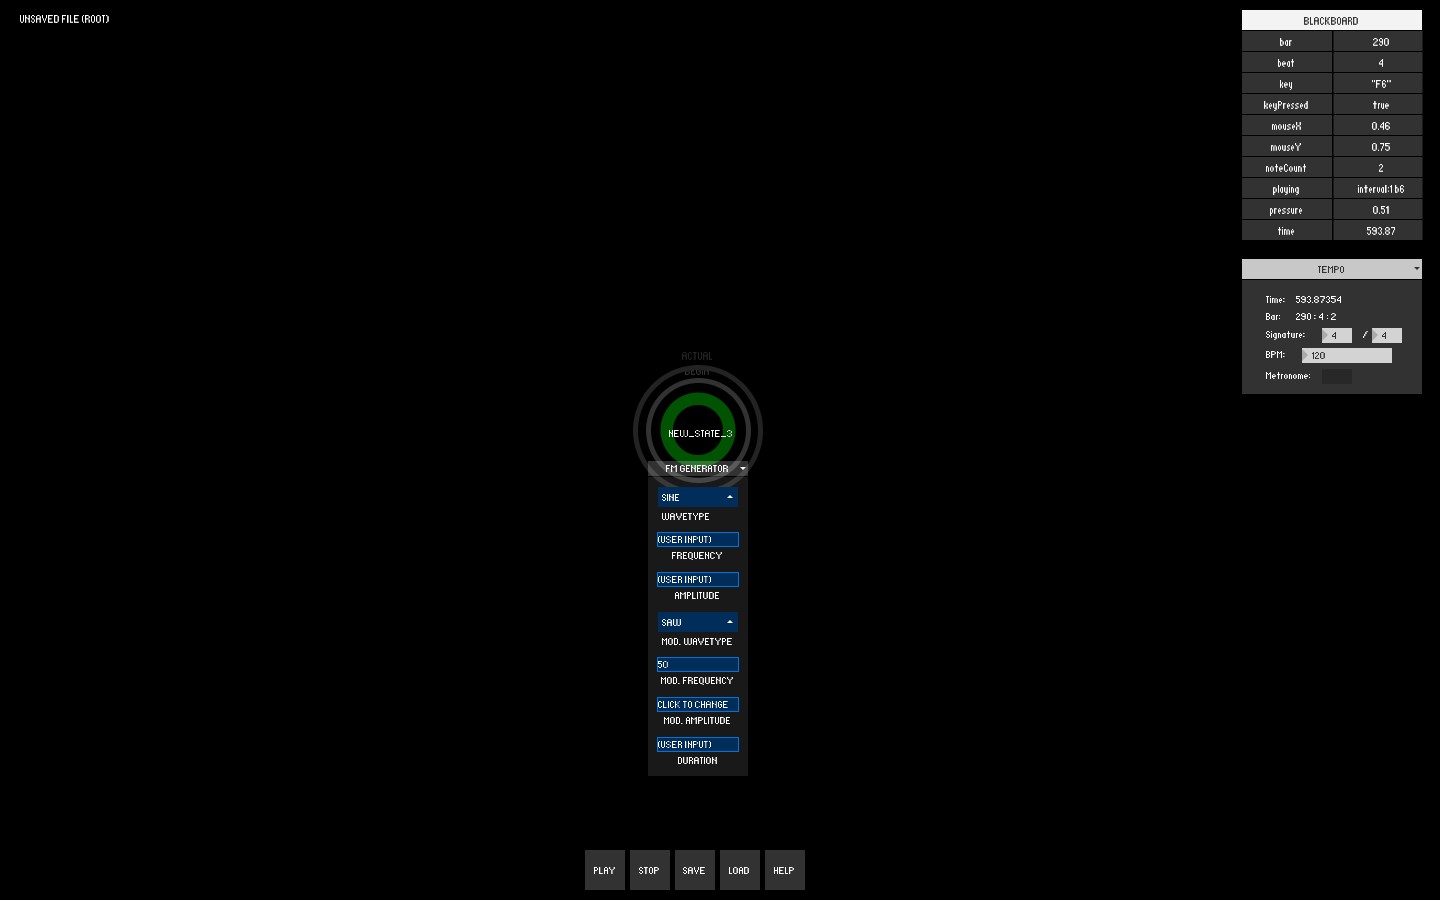 UNSAVED FILE (ROOT)
BLACKBOARD
bar 290
beat 4
key "F6"
keyPressed true
mouseX 0.46
mouseY 0.75
noteCount 2
playing interval:1 b6
pressure 0.51
time 593.87
TEMPO
Time: 593.87354
Bar: 290 : 4 : 2
Signature: 4 / 4
BPM: 120
Metronome:
ACTUAL
BEGIN
NEW_STATE_3
FM GENERATOR
SINE
WAVETYPE
(USER INPUT)
FREQUENCY
(USER INPUT)
AMPLITUDE
SAW
MOD. WAVETYPE
50
MOD. FREQUENCY
CLICK TO CHANGE
MOD. AMPLITUDE
(USER INPUT)
DURATION
PLAY STOP SAVE LOAD HELP